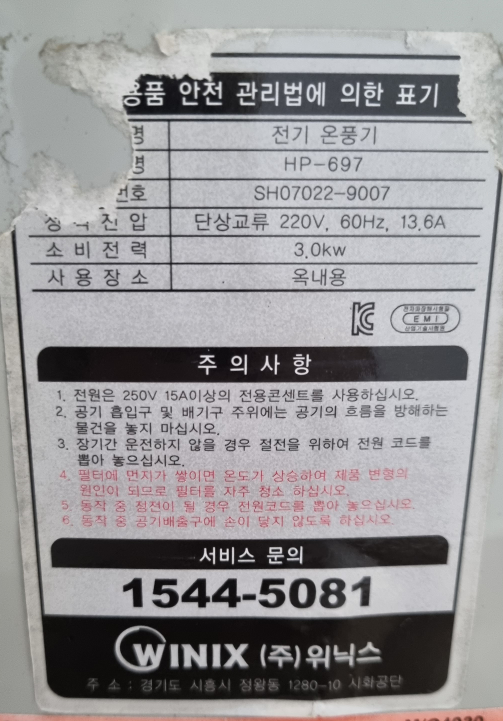 용품 안전 관리법에 의한 표기
명 전기 온풍기
명 HP-697
번호 SH07022-9007
정격전압 단상교류 220V, 60Hz, 13.6A
소비전력 3.0kw
사용장소 옥내용
EMI
주의사항
1. 전원은 250V 15A이상의 전용콘센트를 사용하십시오.
2. 공기 흡입구 및 배기구 주위에는 공기의 흐름을 방해하는
물건을 놓지 마십시오.
3. 장기간 운전하지 않을 경우 절전을 위하여 전원 코드를
뽑아 놓으십시오.
4. 필터에 먼지가 쌓이면 온도가 상승하여 제품 변형의
원인이 되므로 필터를 자주 청소 하십시오.
5. 동작 중 정전이 될 경우 전원코드를 뽑아 놓으십시오
6. 동작 중 공기배출구에 손이 닿지 않도록 하십시오
서비스 문의
1544-5081
WINIX (주)위닉스
주 소 : 경기도 시흥시 정왕동 1280-10 시화공단